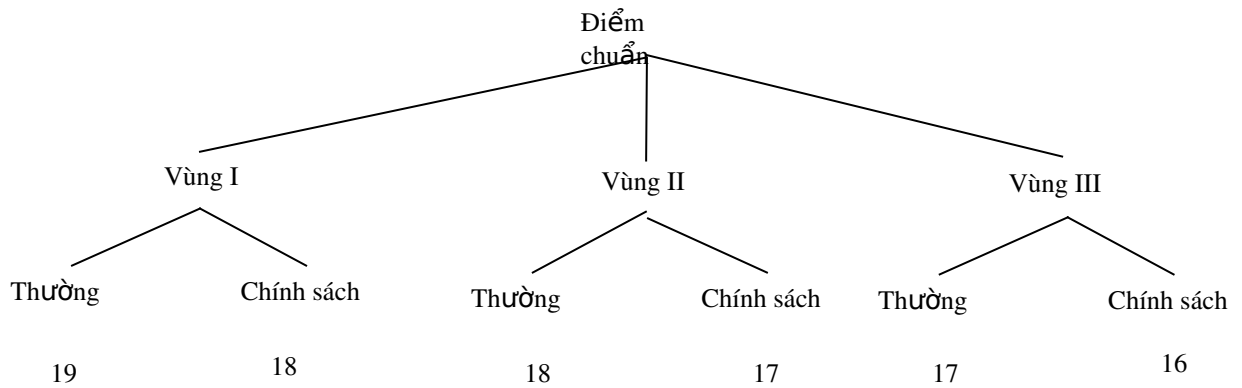 Điểm
chuẩn
Vùng I
Vùng II
Vùng III
Thường
Chính sách
Thường
Chính sách
Thường
Chính sách
19
18
18
17
17
16